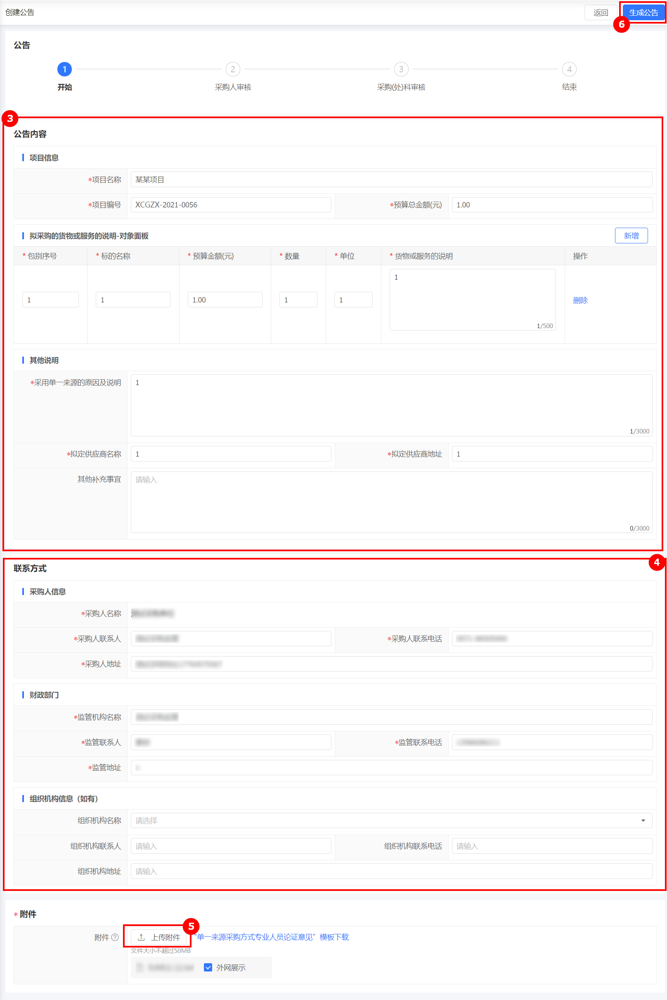 创建公告
返回
生成公告
6
公告
1
2
3
4
开始
采购人审核
采购(处)科审核
结束
3
公告内容
项目信息
*项目名称 某某项目
*项目编号 XCGZX-2021-0056 *预算总金额(元) 1.00
拟采购的货物或服务的说明-对象面板 新增
* 包别序号 * 标的名称 * 预算金额(元) * 数量 * 单位 * 货物或服务的说明 操作
1 1 1.00 1 1 1 删除
1/500
其他说明
*采用单一来源的原因及说明 1
1/3000
*拟定供应商名称 1 *拟定供应商地址 1
其他补充事宜 请输入
0/3000
4
联系方式
采购人信息
*采购人名称
*采购人联系人 *采购人联系电话
*采购人地址
财政部门
*监管机构名称
*监管联系人 *监管联系电话
*监管地址
组织机构信息（如有）
组织机构名称 请选择
组织机构联系人 请输入 组织机构联系电话 请输入
组织机构地址 请输入
* 附件
5
附件 ? 上传附件 “单一来源采购方式专业人员论证意见”模板下载
文件大小不超过50MB
外网展示